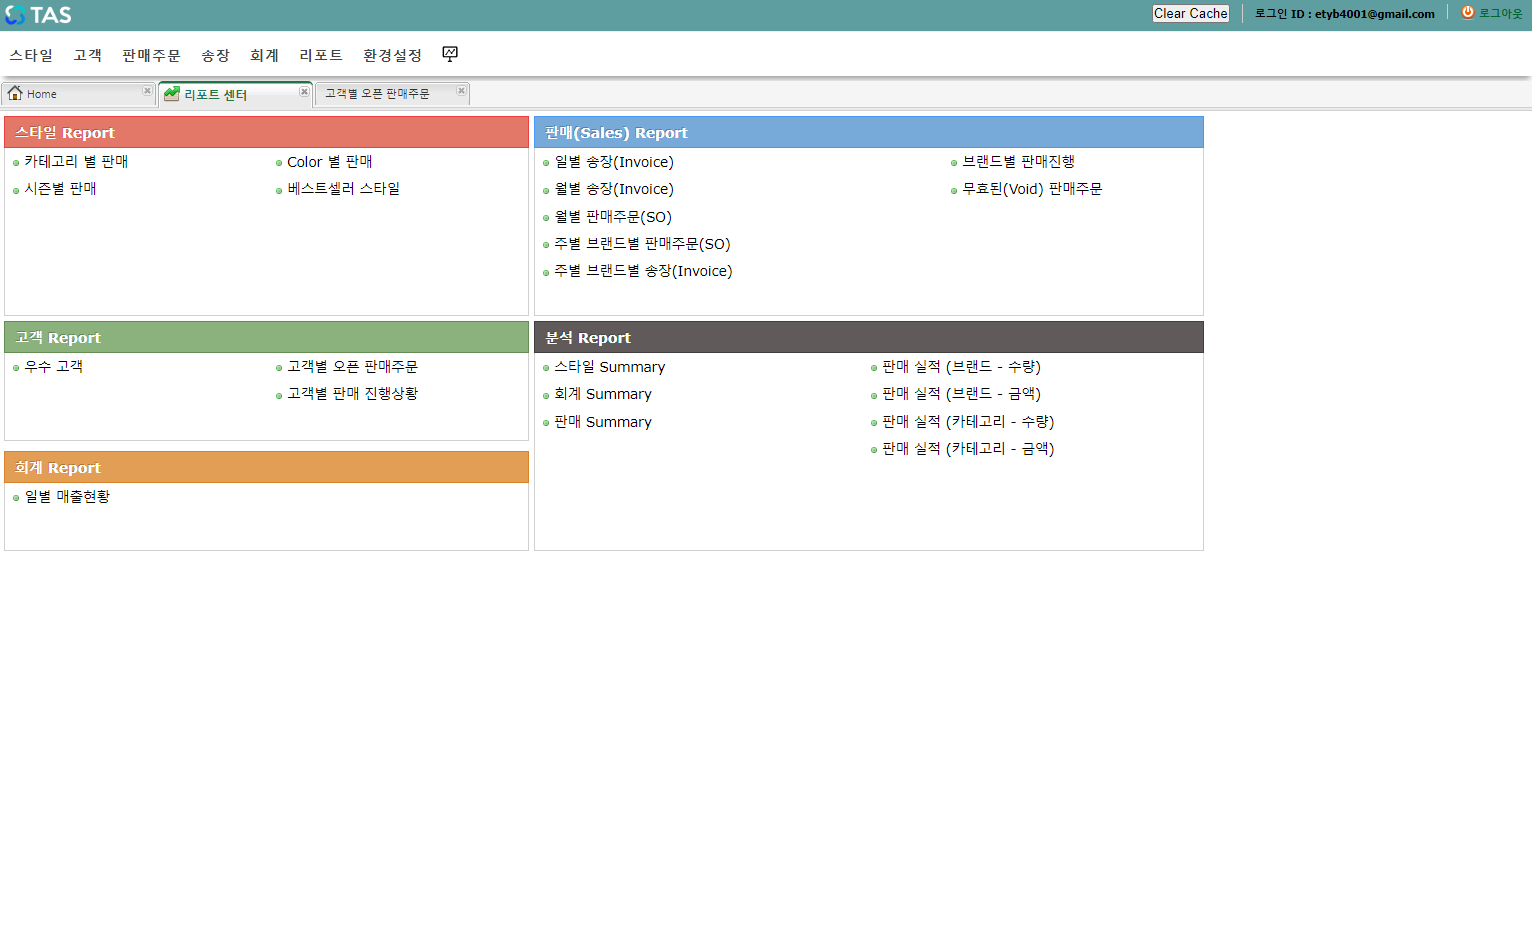 TAS
Clear Cache
로그인 ID : etyb4001@gmail.com
로그아웃
스타일 고객 판매주문 송장 회계 리포트 환경설정
Home
리포트 센터
고객별 오픈 판매주문
스타일 Report
카테고리 별 판매
Color 별 판매
시즌별 판매
베스트셀러 스타일
판매(Sales) Report
일별 송장(Invoice)
브랜드별 판매진행
월별 송장(Invoice)
무효된(Void) 판매주문
월별 판매주문(SO)
주별 브랜드별 판매주문(SO)
주별 브랜드별 송장(Invoice)
고객 Report
우수 고객
고객별 오픈 판매주문
고객별 판매 진행상황
분석 Report
스타일 Summary
판매 실적 (브랜드 - 수량)
회계 Summary
판매 실적 (브랜드 - 금액)
판매 Summary
판매 실적 (카테고리 - 수량)
판매 실적 (카테고리 - 금액)
회계 Report
일별 매출현황